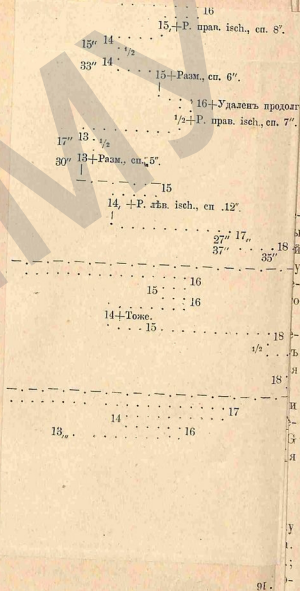 16
15,+Р. прав. isch., сп. 8″.
15″ 14
1/2
33″ 14
15+Разм., сп. 6″.
16+Удаленъ продолг
1/2+Р. прав. isch., сп. 7″.
17″ 13
1/2
30″ 13+Разм., сп. 5″.
15
14, +Р. лѣв. isch., сп .12″.
27″ 17,,
37″ 18
35″
16
15
16
14+Тоже.
15 18
1/2
18
17
14
13,,, 16
91.